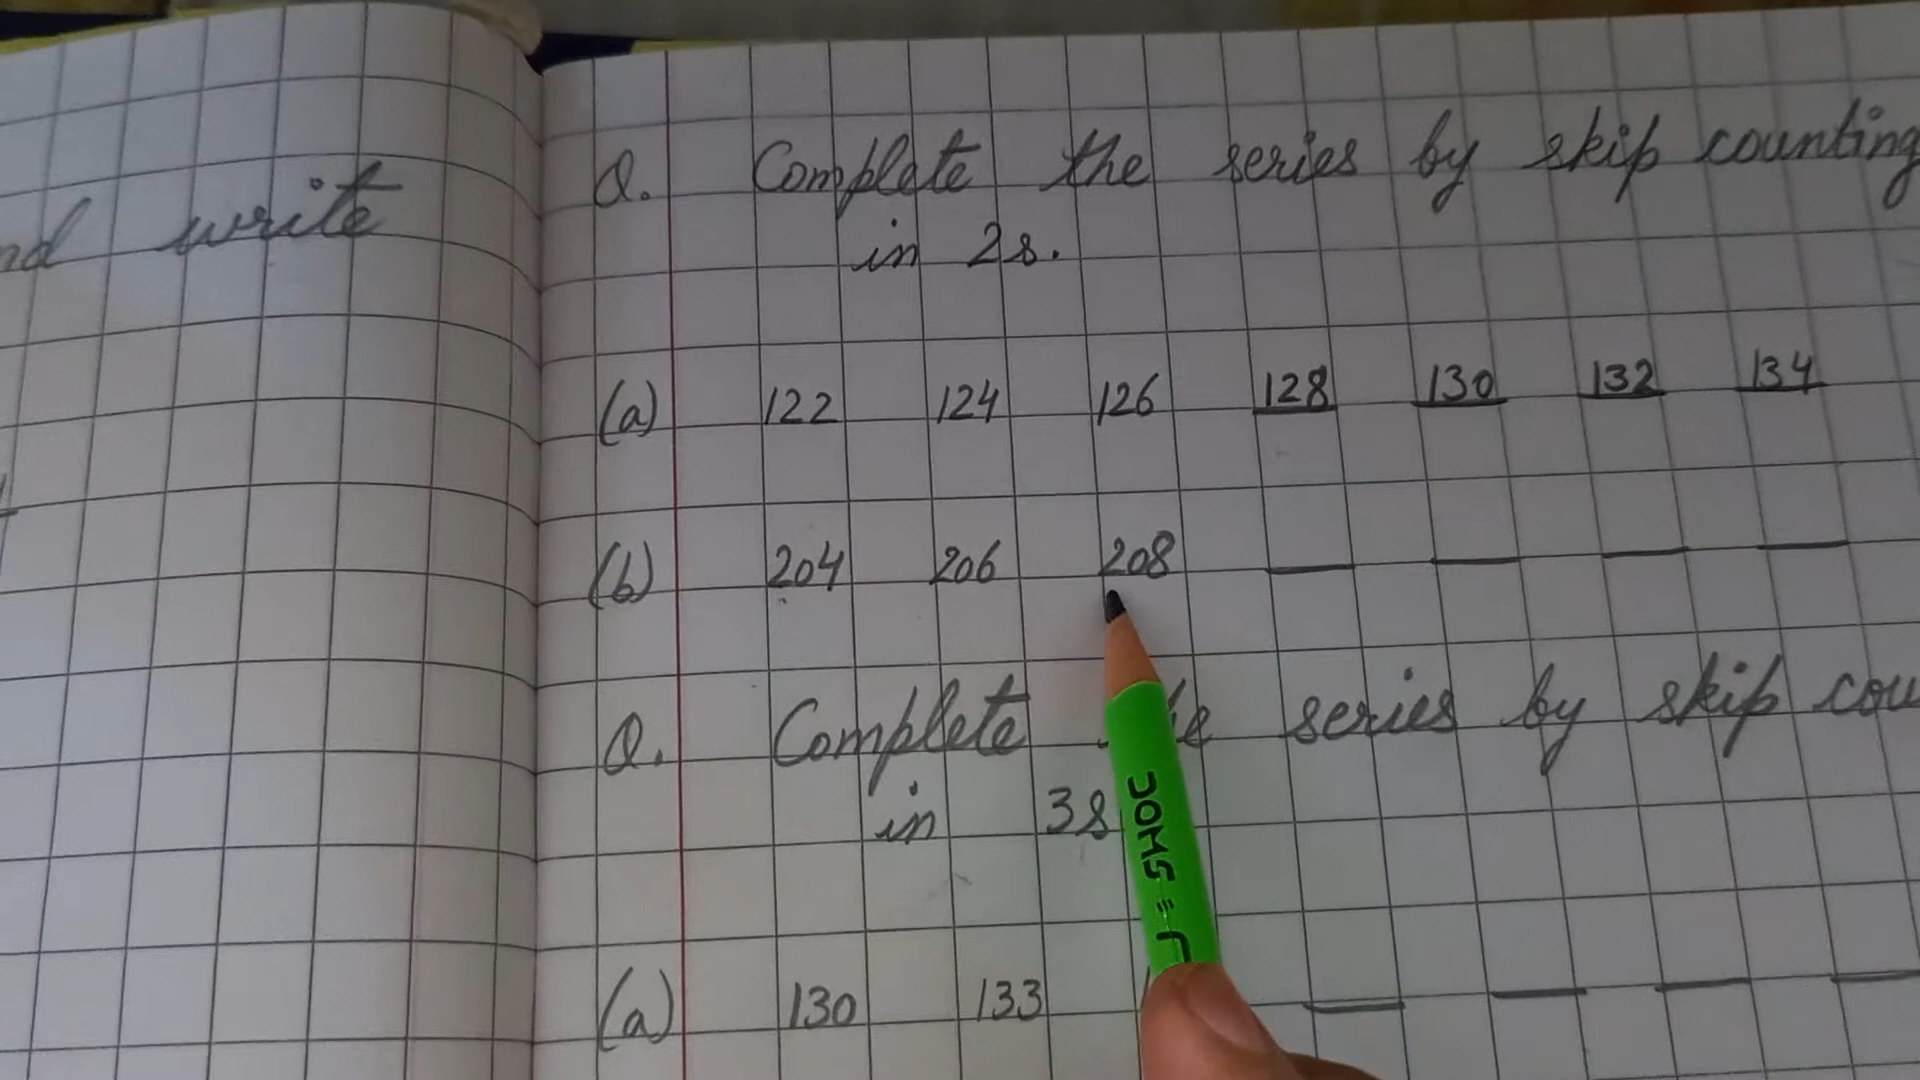 nd write
Q. Complete the series by skip counting
in 2s.
(a) 122 124 126 128 130 132 134
(b) 204 206 208
Q. Complete series by skip cou
in 3s
(a) 130 133
DOMS